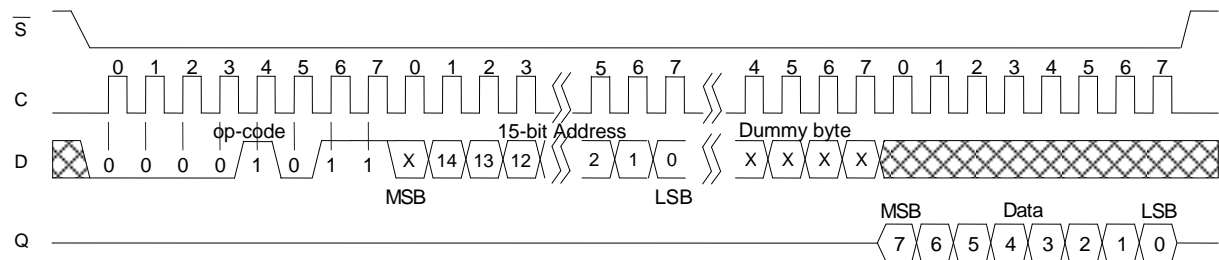 S
0 1 2 3 4 5 6 7 0 1 2 3 5 6 7 4 5 6 7 0 1 2 3 4 5 6 7
C
op-code 15-bit Address Dummy byte
D 0 0 0 0 1 0 1 1 X 14 13 12 2 1 0 X X X X
MSB LSB
MSB Data LSB
Q 7 6 5 4 3 2 1 0